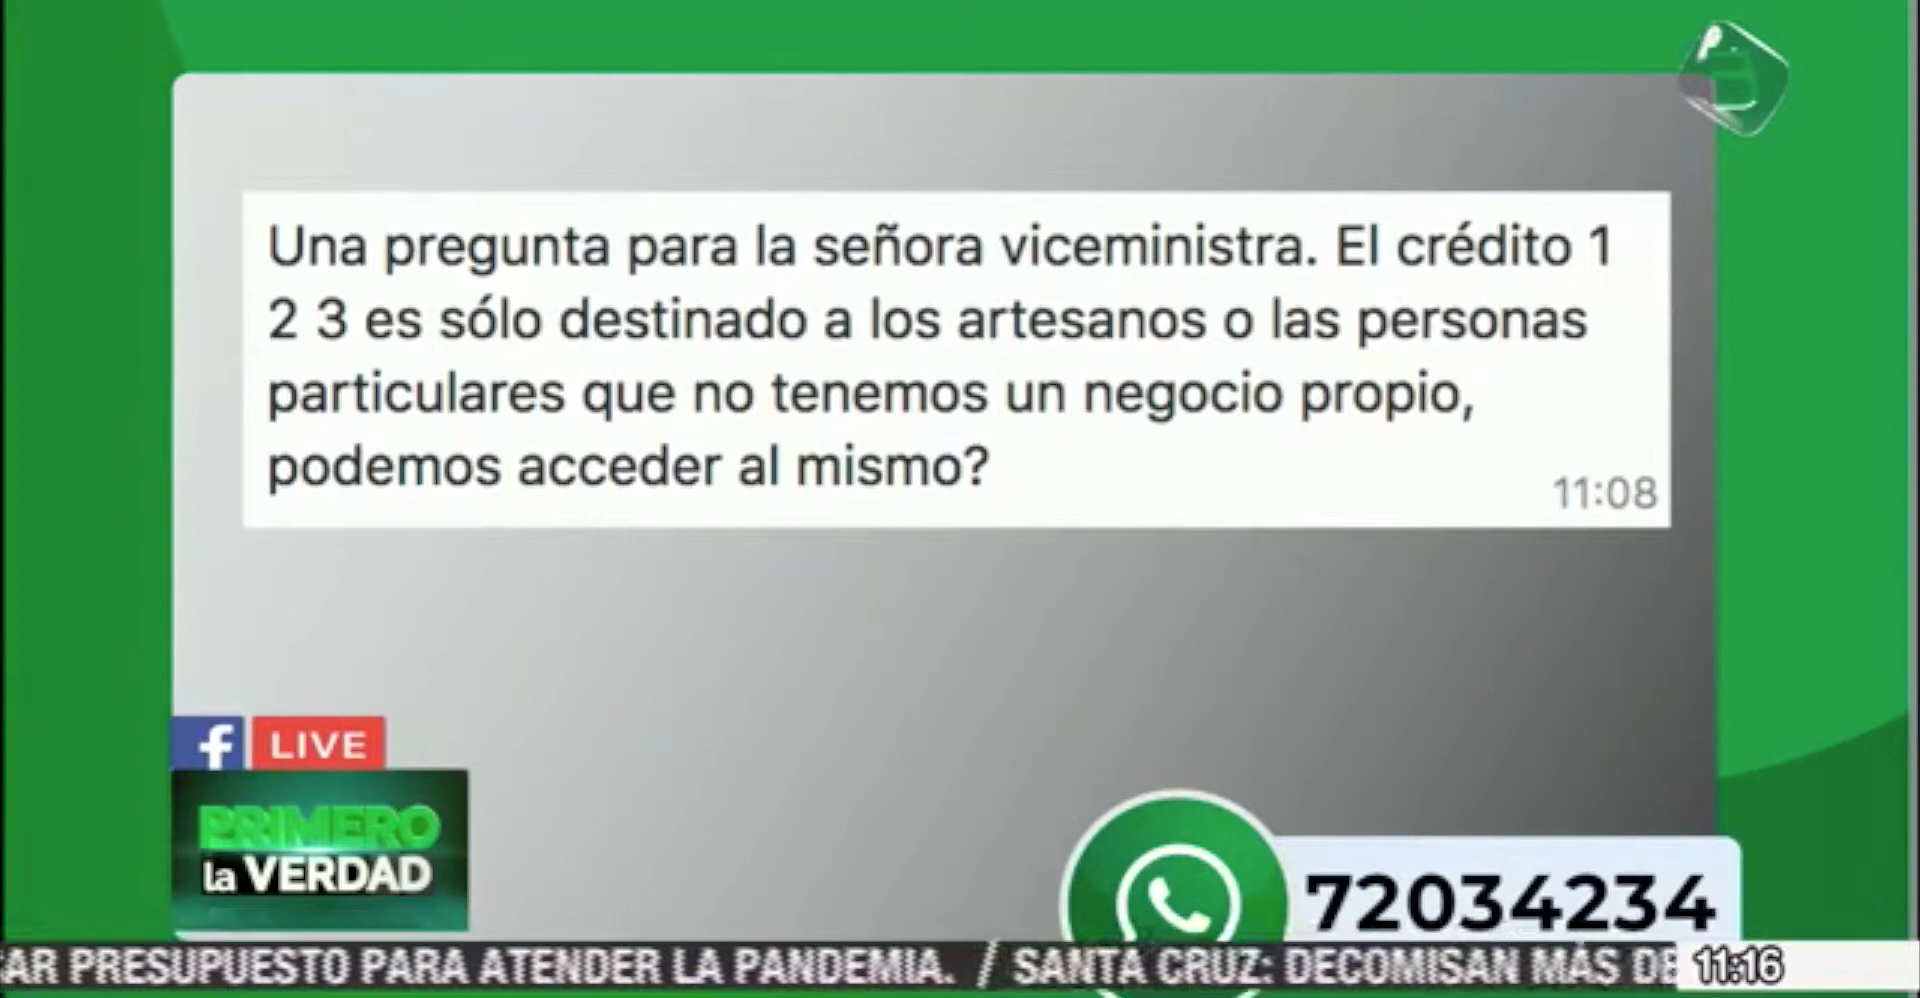 Una pregunta para la señora viceministra. El crédito 1
2 3 es sólo destinado a los artesanos o las personas
particulares que no tenemos un negocio propio,
podemos acceder al mismo?
11:08
f LIVE
PRIMERO
la VERDAD
72034234
AR PRESUPUESTO PARA ATENDER LA PANDEMIA. / SANTA CRUZ: DECOMISAN MÁS DE 11:16